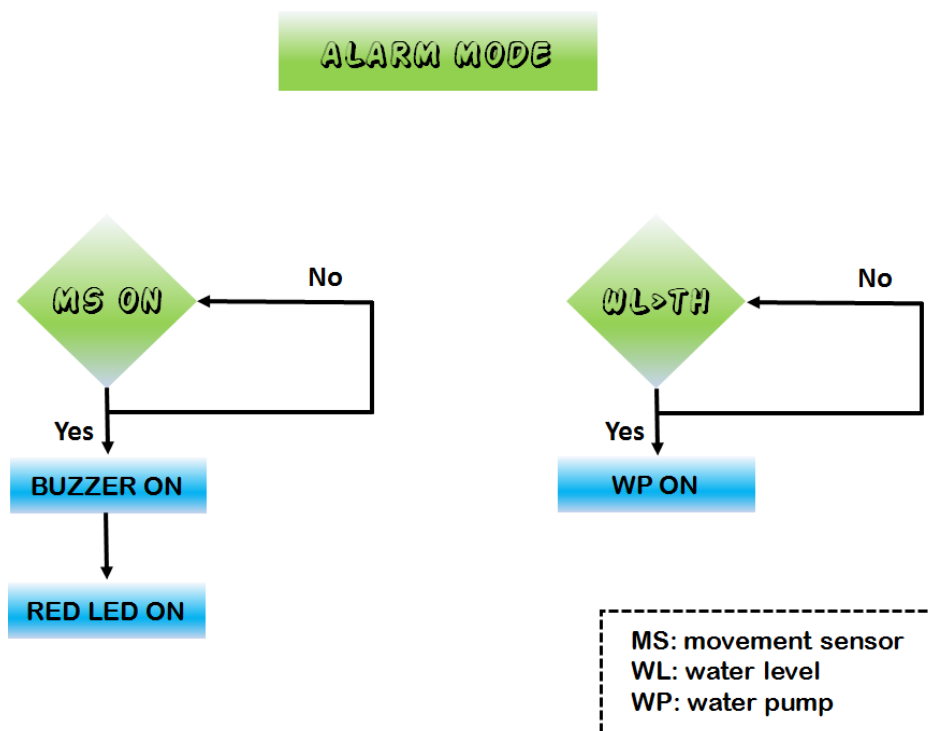 ALARM MODE
MS ON
No
Yes
BUZZER ON
RED LED ON
WL>TH
No
Yes
WP ON
MS: movement sensor
WL: water level
WP: water pump